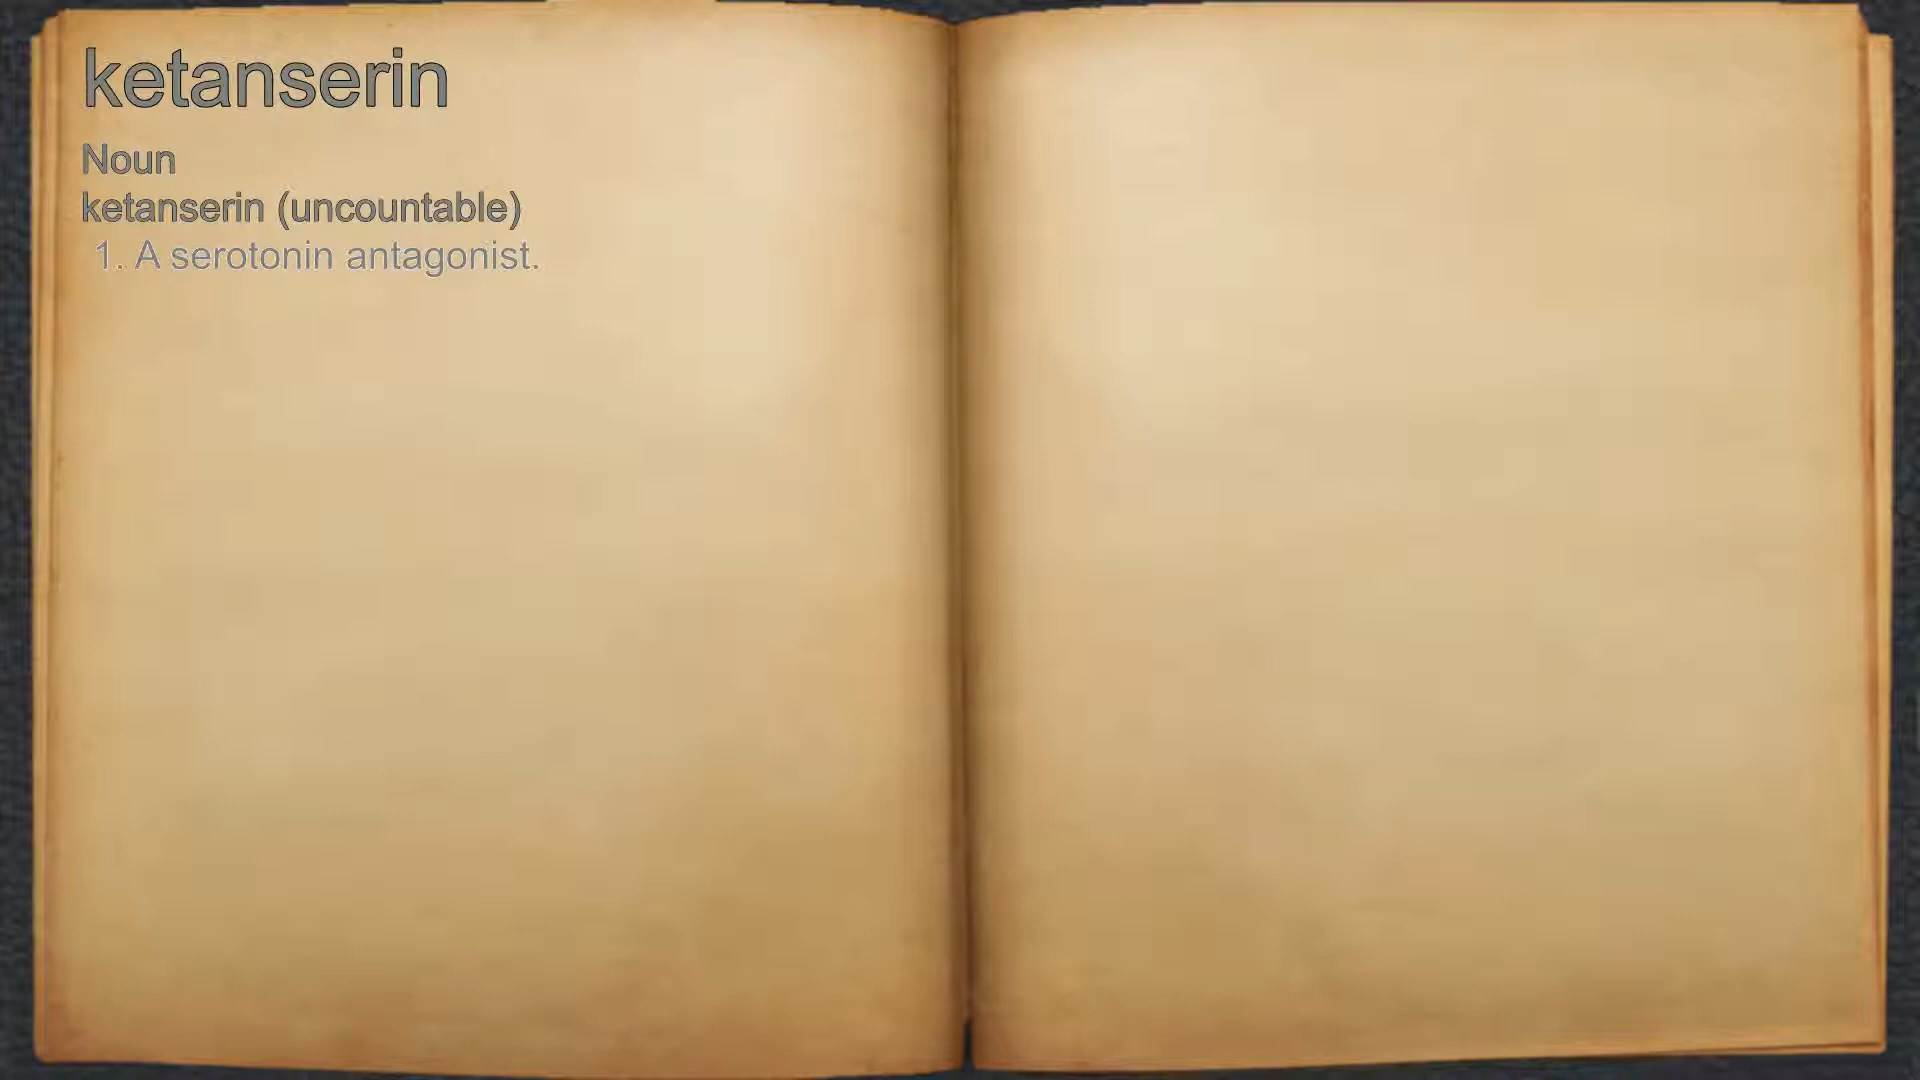 ketanserin
Noun
ketanserin (uncountable)
1. A serotonin antagonist.